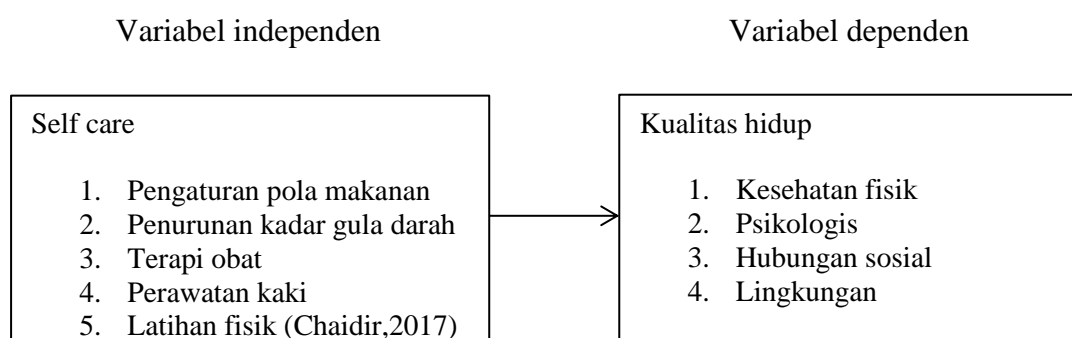 Variabel independen
Variabel dependen
Self care
1. Pengaturan pola makanan
2. Penurunan kadar gula darah
3. Terapi obat
4. Perawatan kaki
5. Latihan fisik (Chaidir,2017)
Kualitas hidup
1. Kesehatan fisik
2. Psikologis
3. Hubungan sosial
4. Lingkungan